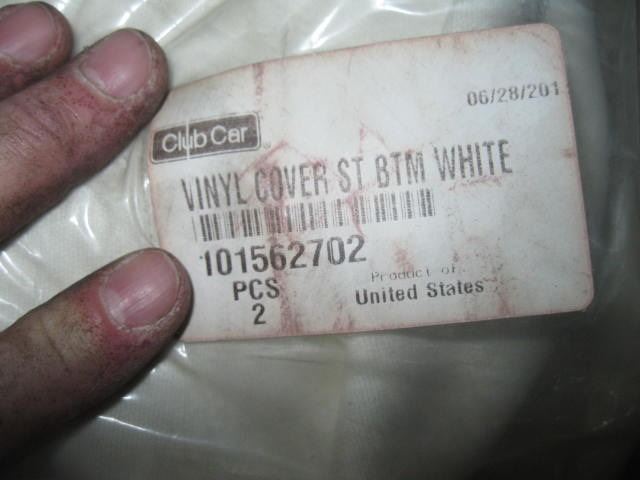 06/28/201
Club Car
VINYL COVER ST BTM WHITE
101562702
PCS
2
Product of
United States